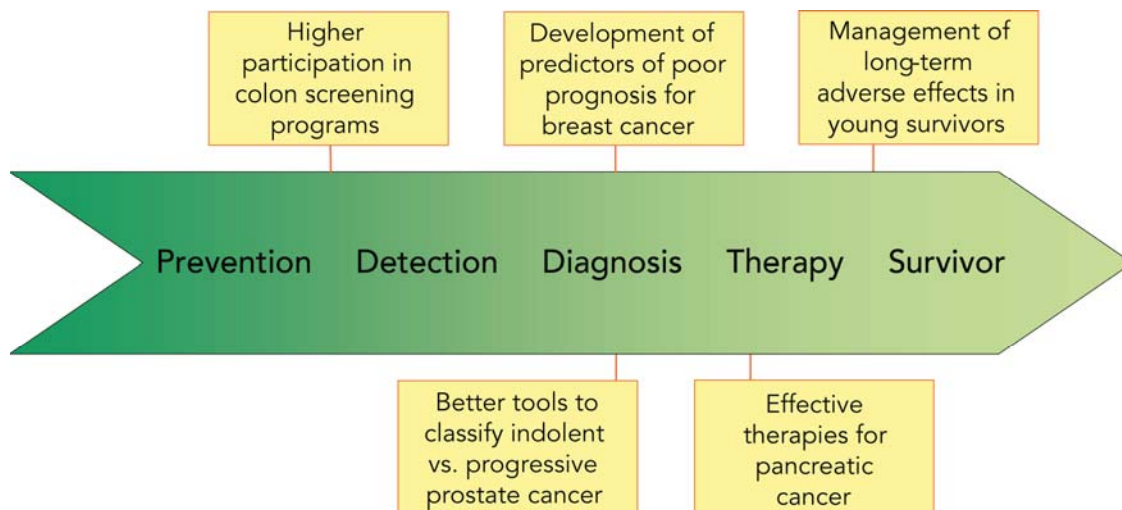 Higher
participation in
colon screening
programs
Development of
predictors of poor
prognosis for
breast cancer
Management of
long-term
adverse effects in
young survivors
Prevention Detection Diagnosis Therapy Survivor
Better tools to
classify indolent
vs. progressive
prostate cancer
Effective
therapies for
pancreatic
cancer